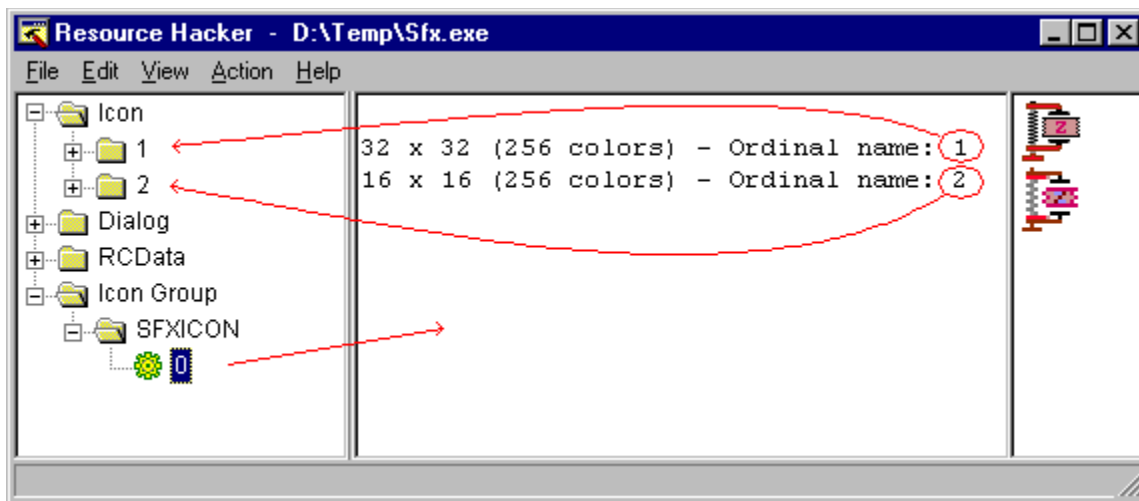 Resource Hacker - D:\Temp\Sfx.exe
File Edit View Action Help
Icon
1
2
Dialog
RCData
Icon Group
SFXICON
0
32 x 32 (256 colors) - Ordinal name: 1
16 x 16 (256 colors) - Ordinal name: 2
Z